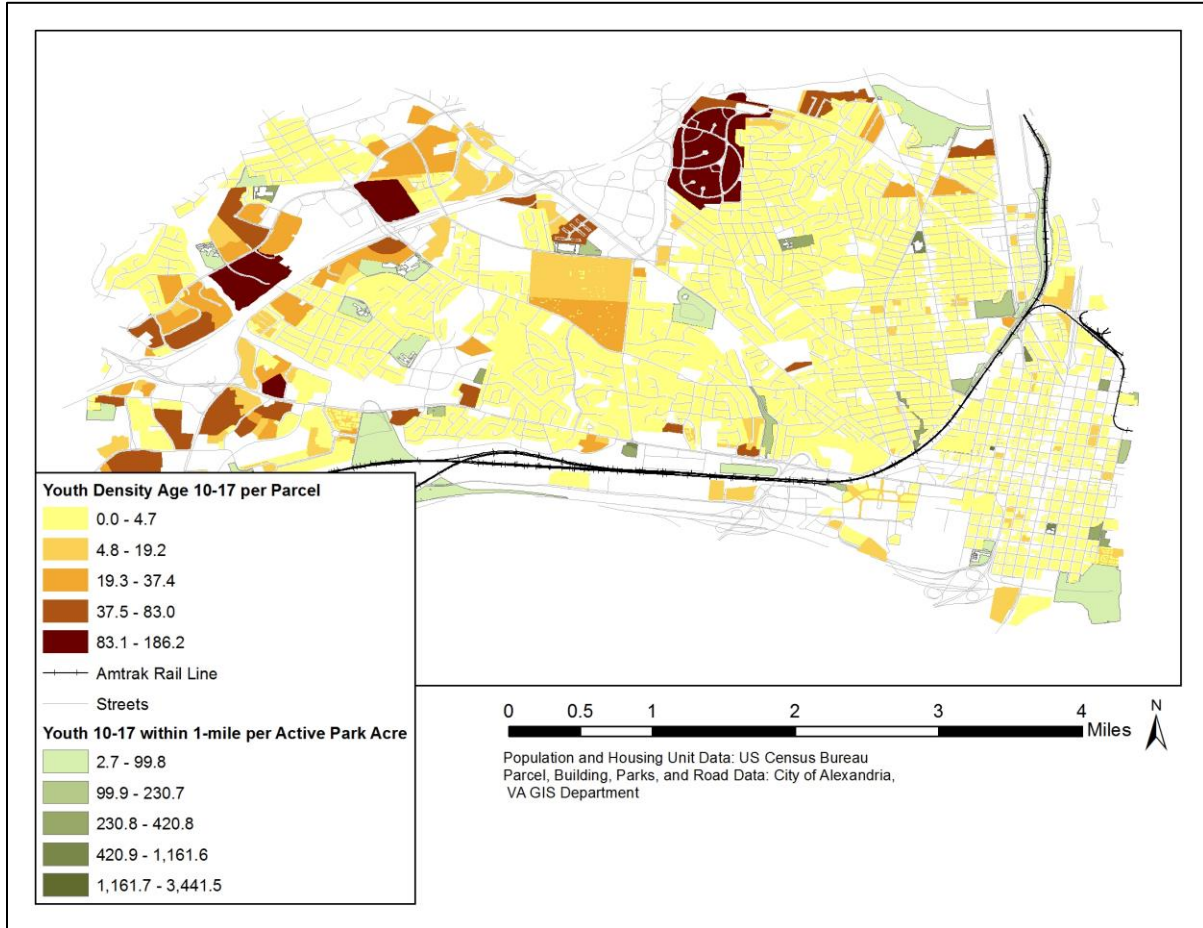 Youth Density Age 10-17 per Parcel
0.0 - 4.7
4.8 - 19.2
19.3 - 37.4
37.5 - 83.0
83.1 - 186.2
Amtrak Rail Line
Streets
Youth 10-17 within 1-mile per Active Park Acre
2.7 - 99.8
99.9 - 230.7
230.8 - 420.8
420.9 - 1,161.6
1,161.7 - 3,441.5
0 0.5 1 2 3 4
Miles
N
Population and Housing Unit Data: US Census Bureau
Parcel, Building, Parks, and Road Data: City of Alexandria,
VA GIS Department